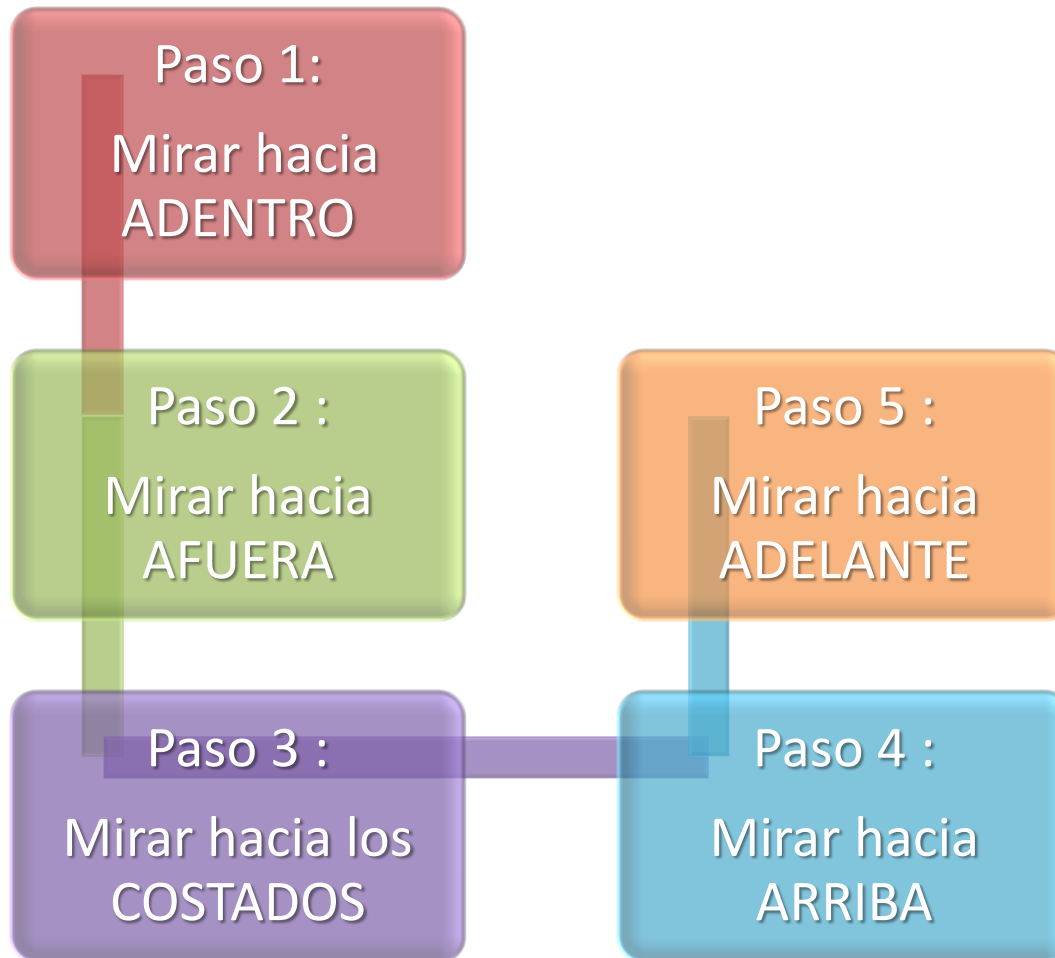 Paso 1:
Mirar hacia
ADENTRO
Paso 2 :
Mirar hacia
AFUERA
Paso 3 :
Mirar hacia los
COSTADOS
Paso 4 :
Mirar hacia
ARRIBA
Paso 5 :
Mirar hacia
ADELANTE